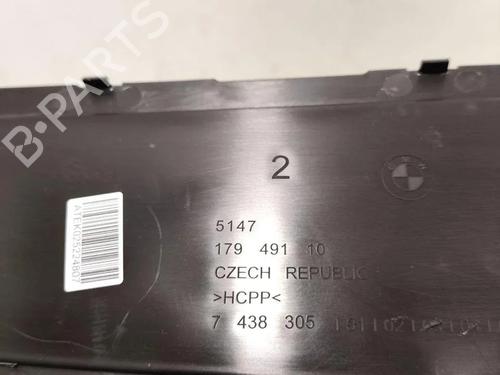 B-PARTS
2
5147
179 491 10
CZECH REPUBLIC
>HCPP<
7 438 305